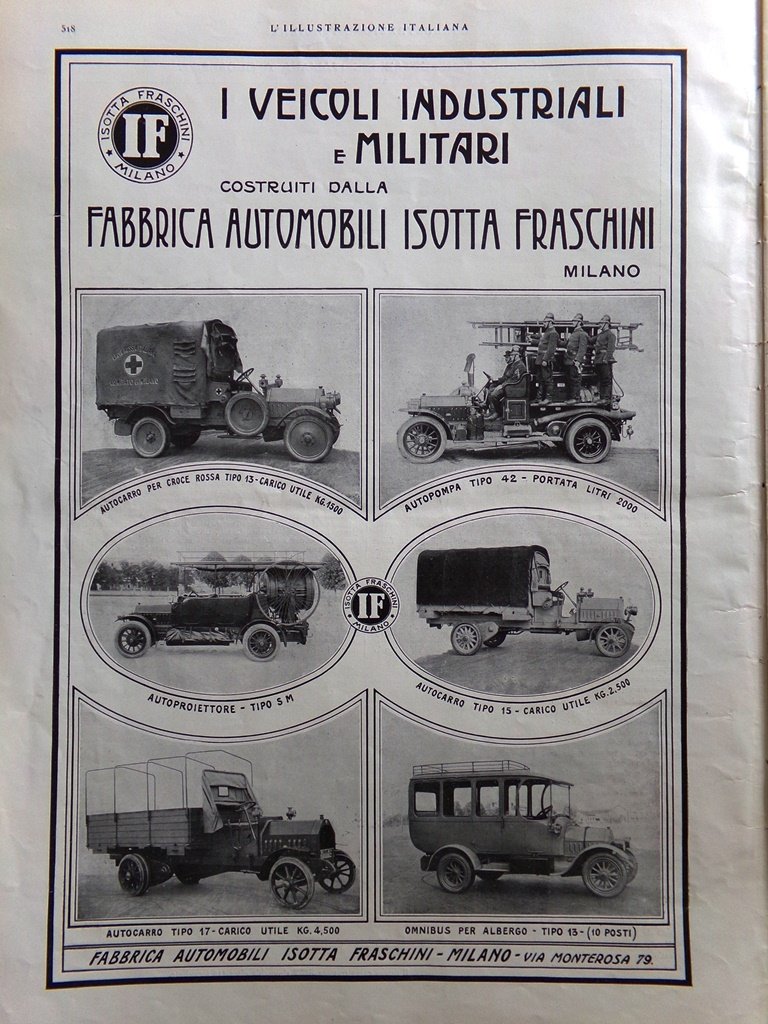 518
L'ILLUSTRAZIONE ITALIANA
ISOTTA FRASCHINI
IF
MILANO
I VEICOLI INDUSTRIALI
E MILITARI
COSTRUITI DALLA
FABBRICA AUTOMOBILI ISOTTA FRASCHINI
MILANO
AUTOCARRO PER CROCE ROSSA TIPO 13-CARICO UTILE KG.1500
AUTOPOMPA TIPO 42 - PORTATA LITRI 2000
ISOTTA FRASCHINI
IF
MILANO
AUTOPROIETTORE - TIPO S M
AUTOCARRO TIPO 15 - CARICO UTILE KG.2,500
AUTOCARRO TIPO 17-CARICO UTILE KG. 4,500
OMNIBUS PER ALBERGO - TIPO 13-(10 POSTI)
FABBRICA AUTOMOBILI ISOTTA FRASCHINI - MILANO - VIA MONTEROSA 79.